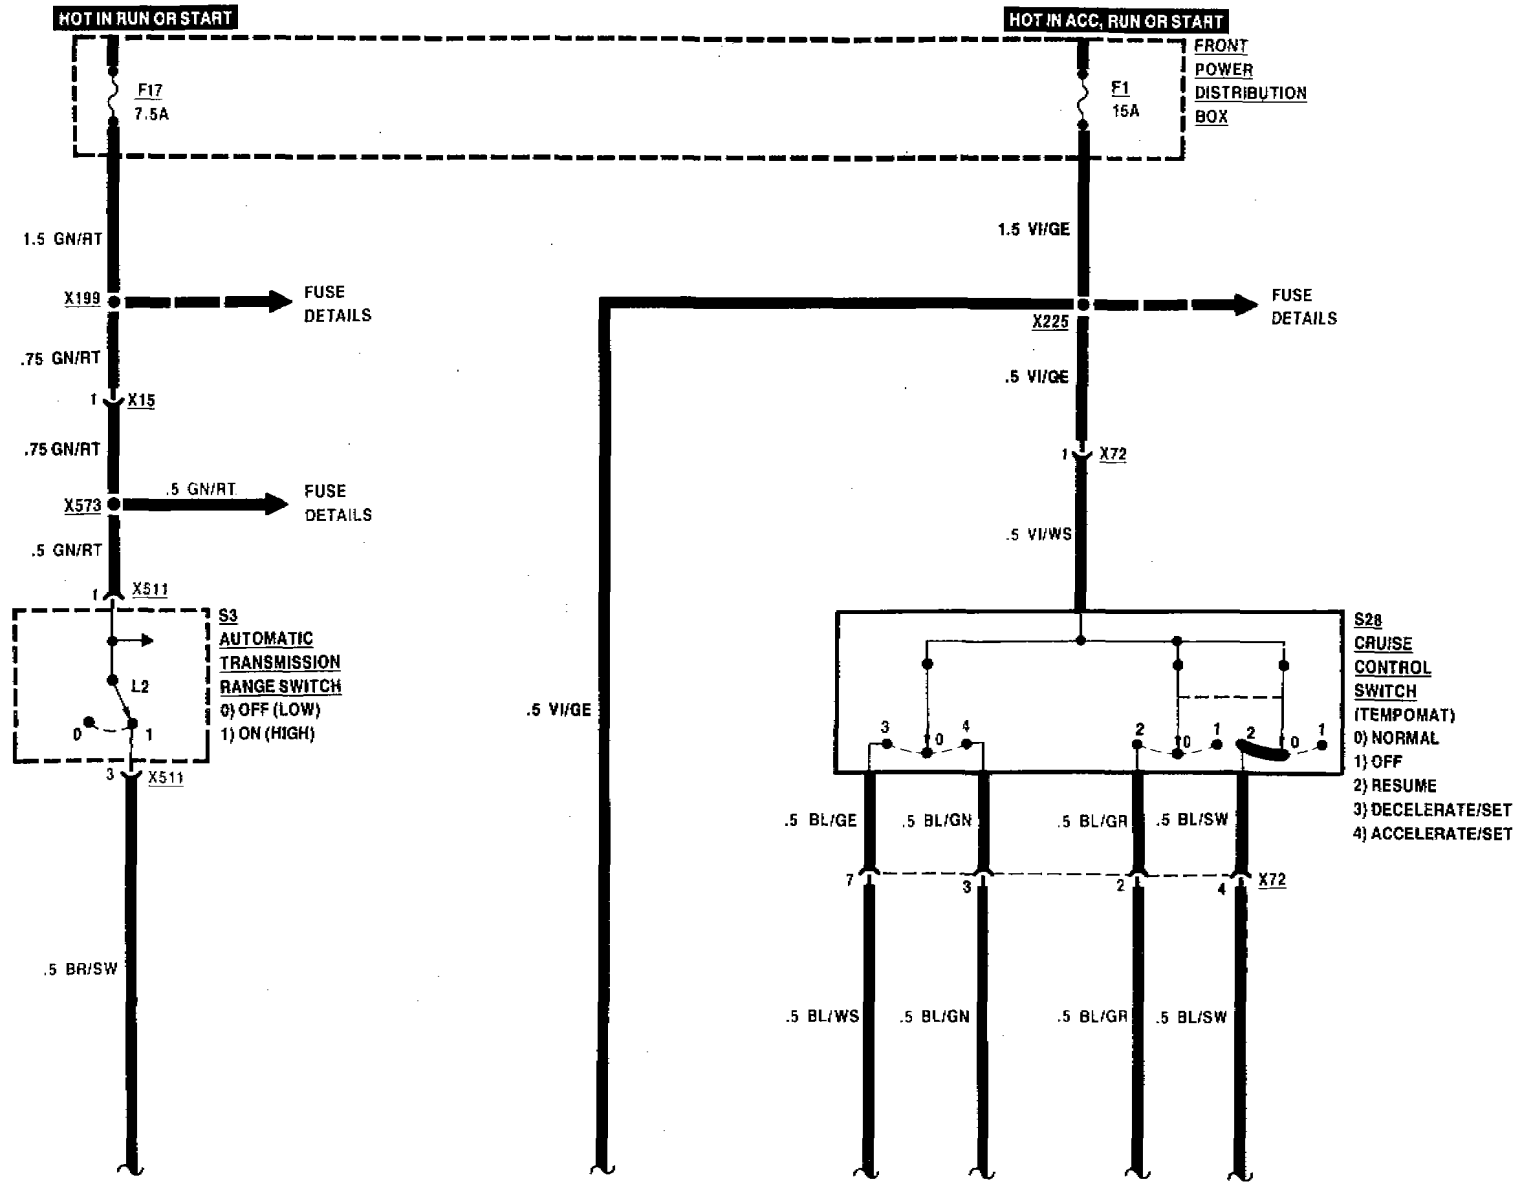 HOT IN RUN OR START
HOT IN ACC, RUN OR START
FRONT
POWER
DISTRIBUTION
BOX
F17
7.5A
F1
15A
1.5 GN/RT
1.5 VI/GE
X199
FUSE
DETAILS
X225
FUSE
DETAILS
.75 GN/RT
.5 VI/GE
1 X15
.75 GN/RT
1 X72
X573
.5 GN/RT
FUSE
DETAILS
.5 GN/RT
.5 VI/WS
1 X511
S3
AUTOMATIC
TRANSMISSION
RANGE SWITCH
0) OFF (LOW)
1) ON (HIGH)
L2
0 1
3 X511
.5 VI/GE
S28
CRUISE
CONTROL
SWITCH
(TEMPOMAT)
0) NORMAL
1) OFF
2) RESUME
3) DECELERATE/SET
4) ACCELERATE/SET
3 0 4 2 0 1 2 0 1
.5 BL/GE .5 BL/GN .5 BL/GR .5 BL/SW
7 3 2 4 X72
.5 BR/SW
.5 BL/WS .5 BL/GN .5 BL/GR .5 BL/SW